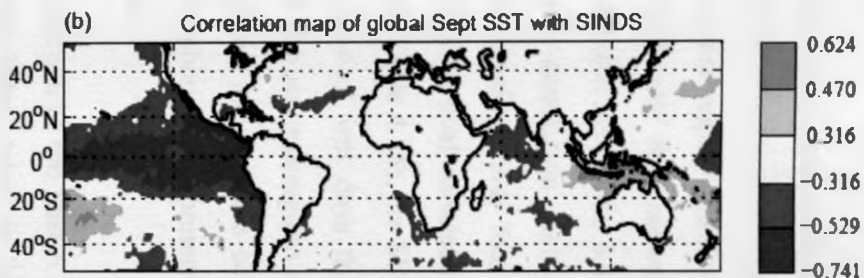 (b) Correlation map of global Sept SST with SINDS
40°N
20°N
0°
20°S
40°S
0.624
0.470
0.316
−0.316
−0.529
−0.741